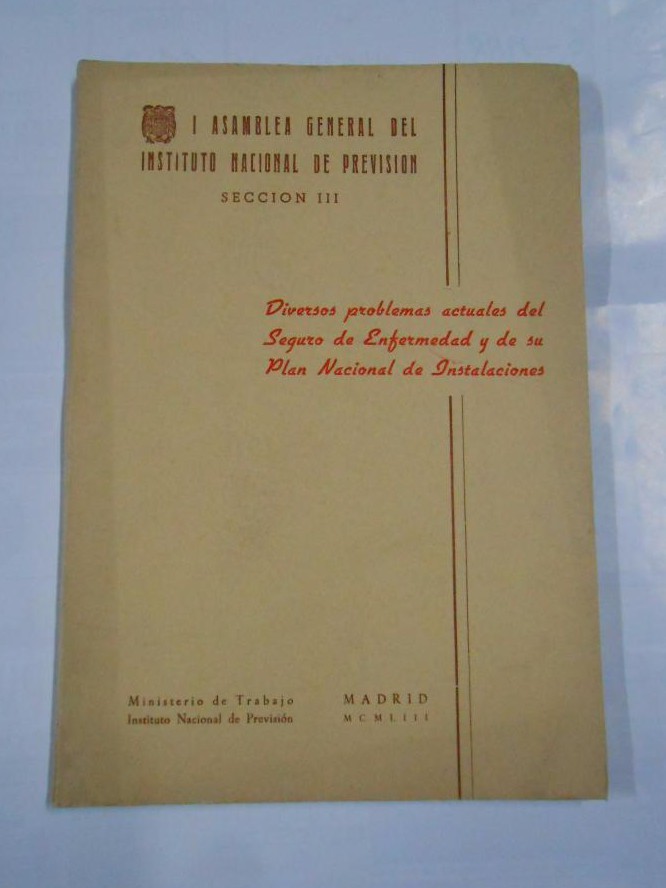 I ASAMBLEA GENERAL DEL
INSTITUTO NACIONAL DE PREVISION
SECCION III
Diversos problemas actuales del
Seguro de Enfermedad y de su
Plan Nacional de Instalaciones
Ministerio de Trabajo
Instituto Nacional de Previsión
MADRID
MCMLIII